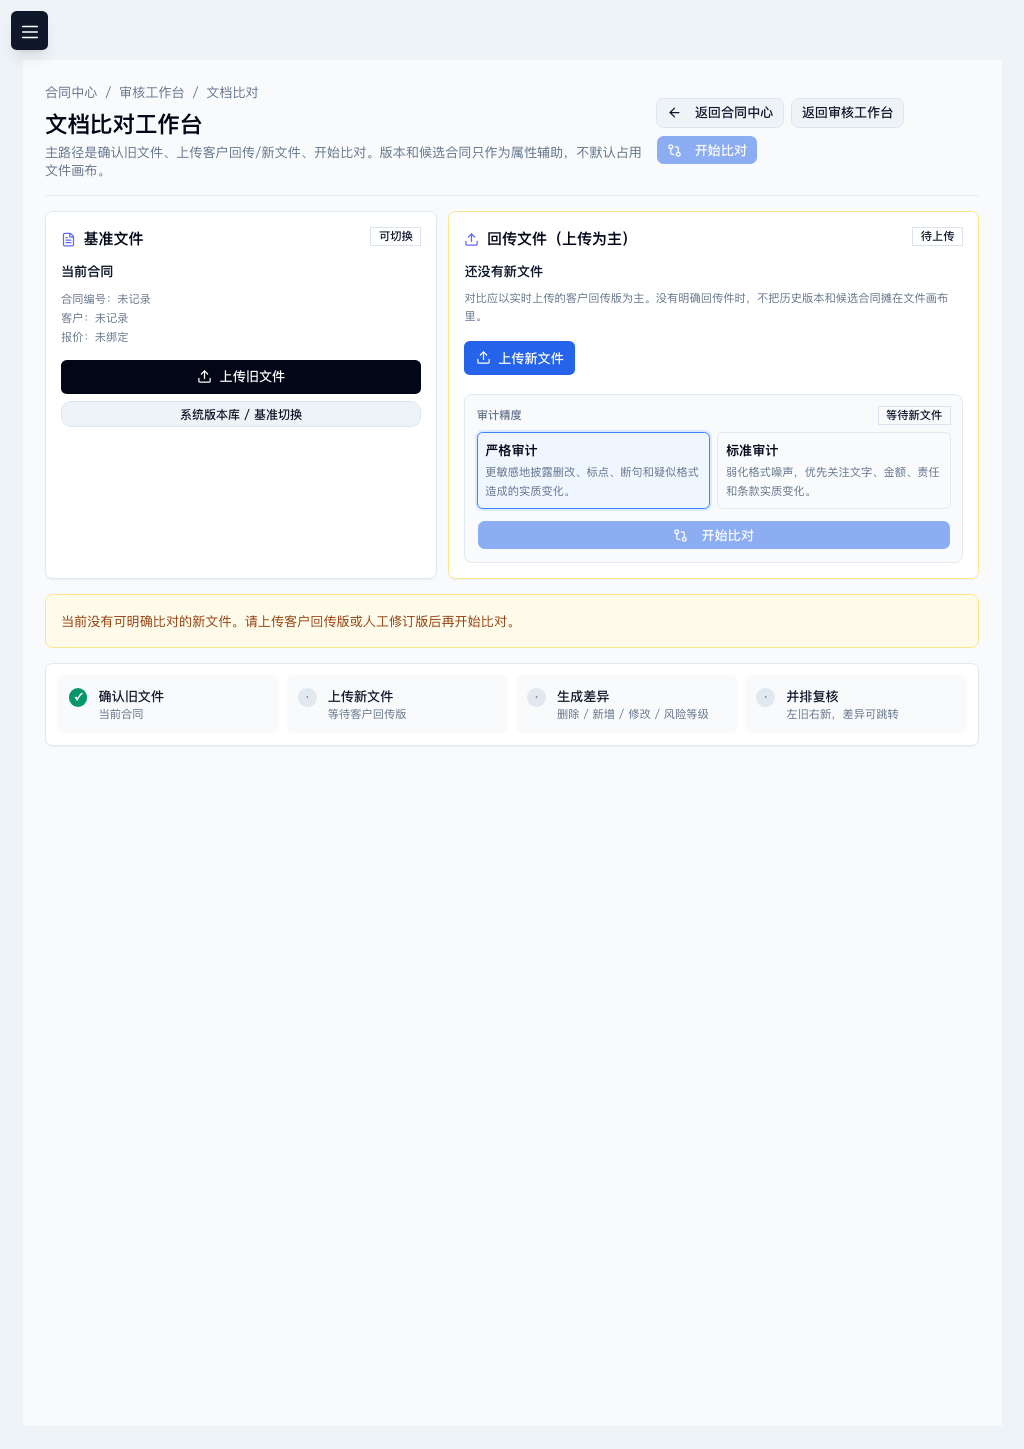 合同中心 / 审核工作台 / 文档比对
文档比对工作台
主路径是确认旧文件、上传客户回传/新文件、开始比对。版本和候选合同只作为属性辅助，不默认占用
文件画布。
返回合同中心
返回审核工作台
开始比对
基准文件
可切换
当前合同
合同编号：未记录
客户：未记录
报价：未绑定
上传旧文件
系统版本库 / 基准切换
回传文件（上传为主）
待上传
还没有新文件
对比应以实时上传的客户回传版为主。没有明确回传件时，不把历史版本和候选合同摊在文件画布
里。
上传新文件
审计精度
等待新文件
严格审计
更敏感地披露删改、标点、断句和疑似格式
造成的实质变化。
标准审计
弱化格式噪声，优先关注文字、金额、责任
和条款实质变化。
开始比对
当前没有可明确比对的新文件。请上传客户回传版或人工修订版后再开始比对。
✓ 确认旧文件
当前合同
· 上传新文件
等待客户回传版
· 生成差异
删除 / 新增 / 修改 / 风险等级
· 并排复核
左旧右新，差异可跳转